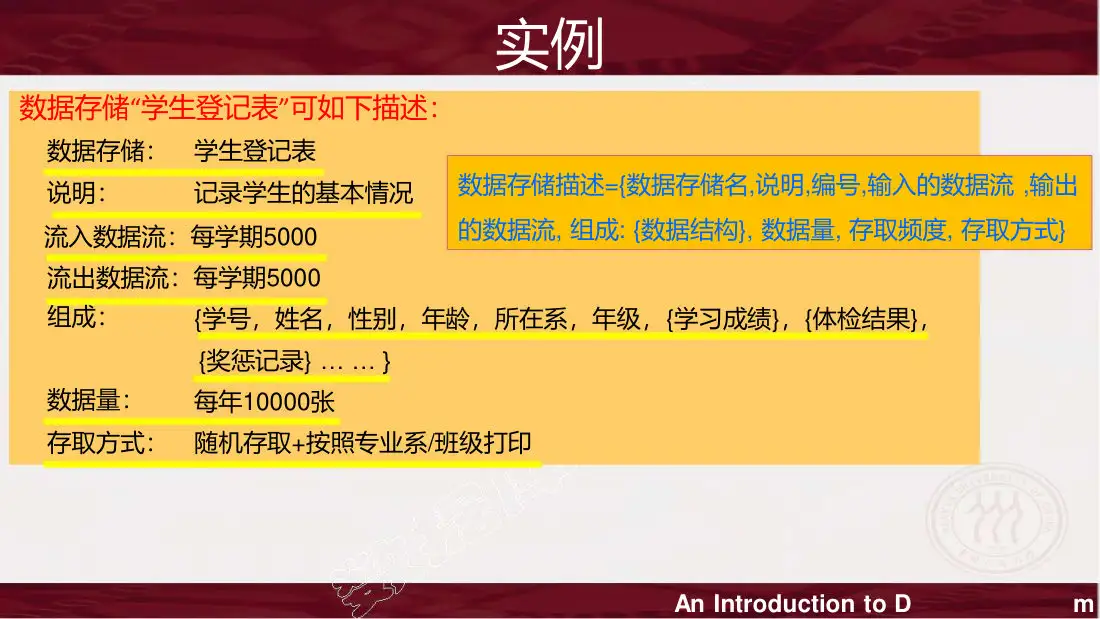 实例
数据存储“学生登记表”可如下描述：
数据存储： 学生登记表
说明： 记录学生的基本情况
流入数据流：每学期5000
流出数据流：每学期5000
组成： {学号，姓名，性别，年龄，所在系，年级，{学习成绩}，{体检结果}，
{奖惩记录} … … }
数据量： 每年10000张
存取方式： 随机存取+按照专业系/班级打印
数据存储描述={数据存储名,说明,编号,输入的数据流 ,输出
的数据流, 组成: {数据结构}, 数据量, 存取频度, 存取方式}
An Introduction to D m